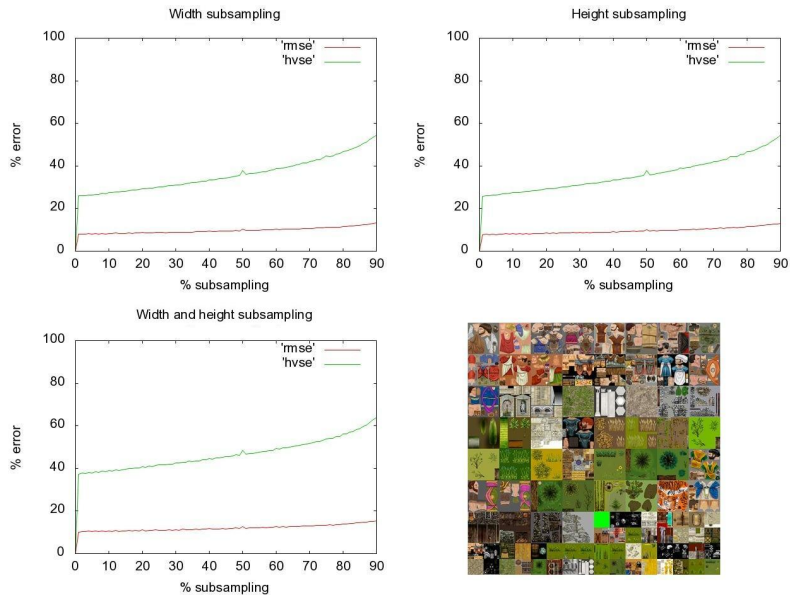 Width subsampling
'rmse'
'hvse'
100
80
60
40
20
0
% error
0 10 20 30 40 50 60 70 80 90
% subsampling
Height subsampling
'rmse'
'hvse'
100
80
60
40
20
0
% error
0 10 20 30 40 50 60 70 80 90
% subsampling
Width and height subsampling
'rmse'
'hvse'
100
80
60
40
20
0
% error
0 10 20 30 40 50 60 70 80 90
% subsampling